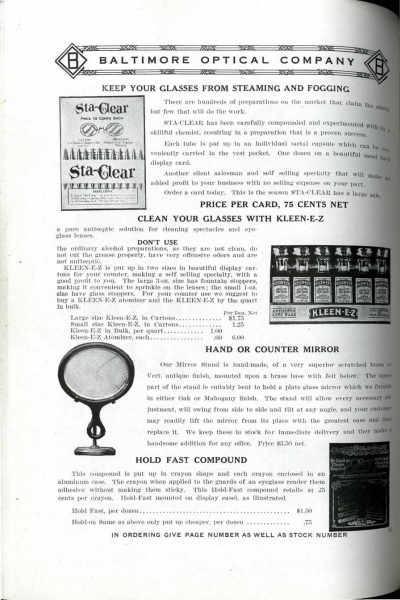 BALTIMORE OPTICAL COMPANY
KEEP YOUR GLASSES FROM STEAMING AND FOGGING
Sta-Clear
PRICE 10 CENTS EACH
Sta-Clear
There are hundreds of preparations on the market that claim the above,
but few that will do the work.
STA-CLEAR has been carefully compounded and experimented with by a
skillful chemist, resulting in a preparation that is a proven success.
Each tube is put up in an individual metal capsule which can be con-
veniently carried in the vest pocket. One dozen on a beautiful easel
display card.
Another silent salesman and self selling specialty that will make an
added profit to your business with no selling expense on your part.
Order a card today. This is the season STA-CLEAR has a large sale.
PRICE PER CARD, 75 CENTS NET
CLEAN YOUR GLASSES WITH KLEEN-E-Z
a pure antiseptic solution for cleaning spectacles and eye-
glass lenses.
DON'T USE
the ordinary alcohol preparations, as they are not clean, do
not cut the grease properly, have very offensive odors and are
not antiseptic.
KLEEN-E-Z is put up in two sizes in beautiful display car-
tons for your counter, making a self selling specialty, with a
good profit to you. The large 3-oz. size has fountain stoppers,
making it convenient to sprinkle on the lenses; the small 1-oz.
size have glass stoppers. For your counter use we suggest to
buy a KLEEN-E-Z atomizer and the KLEEN-E-Z by the quart
in bulk.
Per Doz. Net
Large size Kleen-E-Z, in Cartons.............. $1.75
Small size Kleen-E-Z, in Cartons.............. 1.25
Kleen-E-Z in Bulk, per quart............ 1.00
Kleen-E-Z Atomizer, each................ .60 6.00
KLEEN-E-Z
HAND OR COUNTER MIRROR
Our Mirror Stand is hand-made, of a very superior scratched brass or
Vert. antique finish, mounted upon a brass base with felt below. The upper
part of the stand is suitably bent to hold a plate glass mirror which we furnish
in either Oak or Mahogany finish. The stand will allow every necessary ad-
justment, will swing from side to side and tilt at any angle, and your customer
may readily lift the mirror from its place with the greatest ease and
replace it. We keep these in stock for immediate delivery and they make a
handsome addition for any office. Price $3.50 net.
HOLD FAST COMPOUND
This compound is put up in crayon shape and each crayon enclosed in an
aluminum case. The crayon when applied to the guards of an eyeglass render them
adhesive without making them sticky. This Hold-Fast compound retails at 25
cents per crayon. Hold-Fast mounted on display easel, as illustrated.
Hold Fast, per dozen........................................ $1.50
Hold-on Same as above only put up cheaper, per dozen ............ .75
IN ORDERING GIVE PAGE NUMBER AS WELL AS STOCK NUMBER